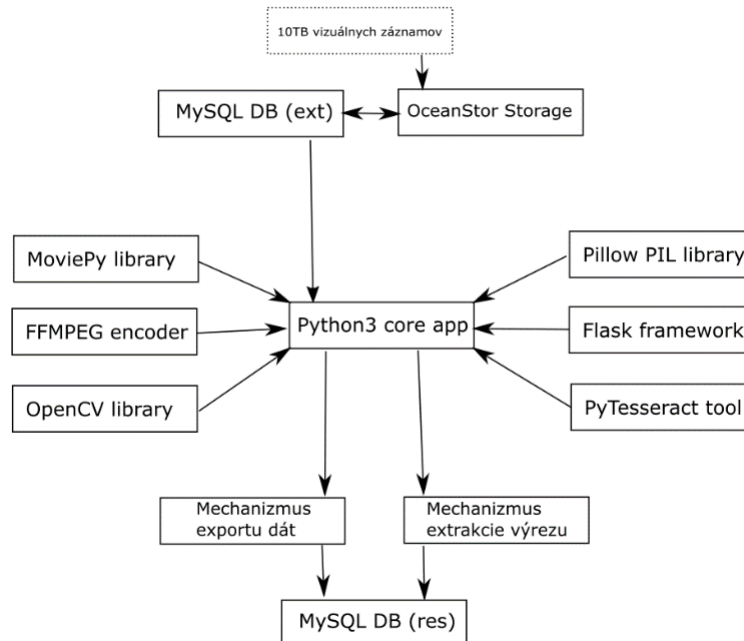 10TB vizuálnych záznamov
MySQL DB (ext)
OceanStor Storage
MoviePy library
Pillow PIL library
FFMPEG encoder
Python3 core app
Flask framework
OpenCV library
PyTesseract tool
Mechanizmus
exportu dát
Mechanizmus
extrakcie výrezu
MySQL DB (res)